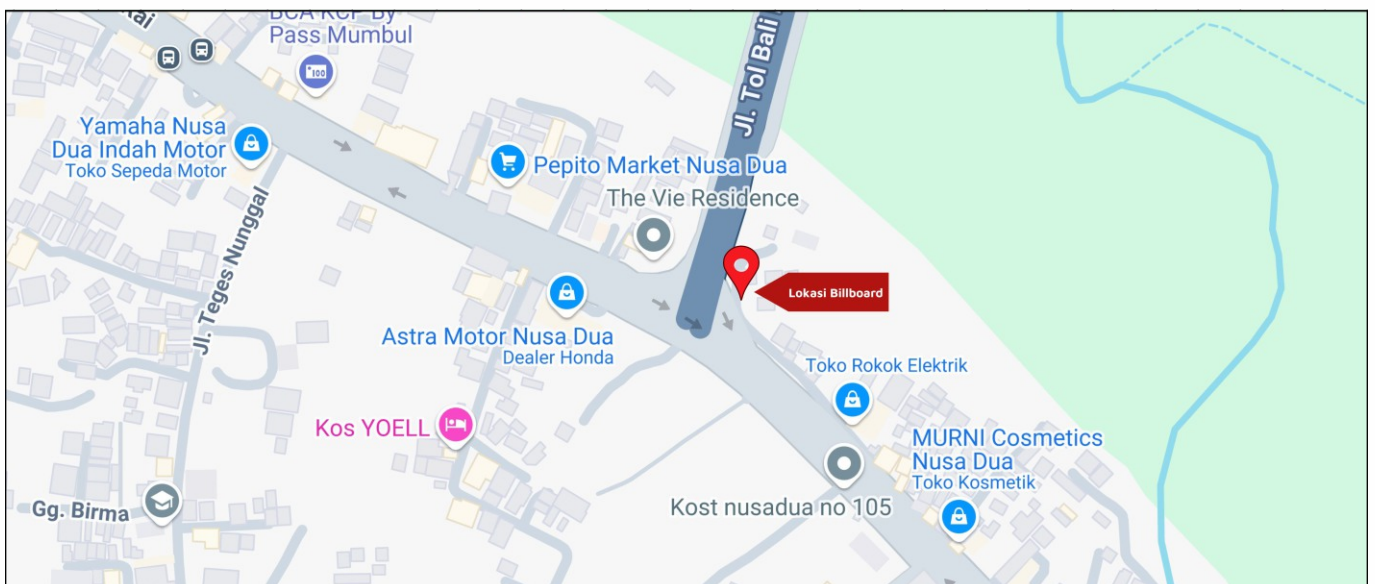 BCA KCP By
Pass Mumbul
Yamaha Nusa
Dua Indah Motor
Toko Sepeda Motor
Jl. Tol Bali
Pepito Market Nusa Dua
The Vie Residence
Jl. Teges Nunggal
Lokasi Billboard
Astra Motor Nusa Dua
Dealer Honda
Toko Rokok Elektrik
Kos YOELL
MURNI Cosmetics
Nusa Dua
Toko Kosmetik
Gg. Birma
Kost nusadua no 105